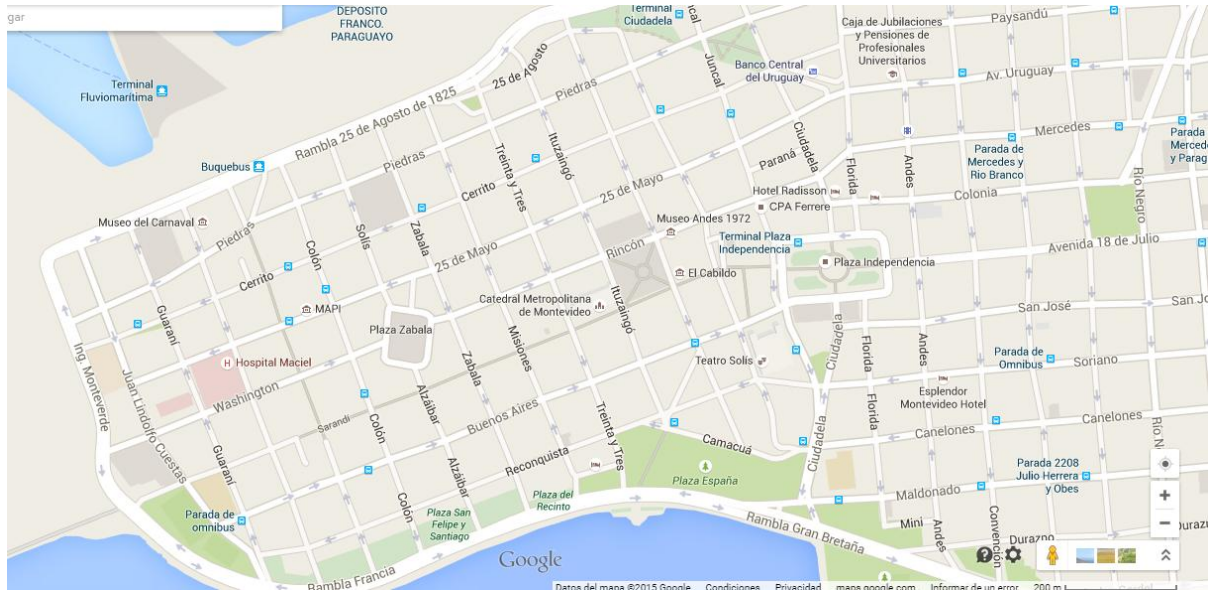 gar
DEPOSITO
FRANCO.
PARAGUAYO
Terminal
Ciudadela
Caja de Jubilaciones
y Pensiones de
Profesionales
Universitarios
Paysandú
Terminal
Fluviomarítima
25 de Agosto
Juncal
Banco Central
del Uruguay
Av. Uruguay
Rambla 25 de Agosto de 1825
Piedras
Mercedes
Parada
Merced
y Parag
Buquebus
Piedras
Treinta y Tres
Ituzaingó
Ciudadela
Paraná
Florida
Andes
Parada de
Mercedes y
Rio Branco
Cerrito
25 de Mayo
Hotel Radisson
CPA Ferrere
Colonia
Río Negro
Museo del Carnaval
Piedras
Solís
Zabala
Museo Andes 1972
Terminal Plaza
Independencia
Avenida 18 de Julio
Colón
25 de Mayo
Rincón
Plaza Independencia
Cerrito
El Cabildo
MAPI
Catedral Metropolitana
de Montevideo
Ituzaingó
San José
San Jo
Guaraní
Plaza Zabala
Misiones
Ciudadela
Florida
Andes
Ing. Monteverde
Juan Lindolfo Cuestas
Hospital Maciel
Zabala
Teatro Solis
Parada de
Omnibus
Soriano
Washington
Alzáibar
Buenos Aires
Treinta y Tres
Esplendor
Montevideo Hotel
Sarandi
Colón
Florida
Canelones
Canelones
Río N
Guaraní
Reconquista
Camacuá
Ciudadela
Alzáibar
Plaza España
Parada 2208
Julio Herrera
y Obes
Colón
Plaza del
Recinto
Maldonado
Parada de
omnibus
Plaza San
Felipe y
Santiago
Rambla Gran Bretaña
Mini
Andes
Convención
Durazno
Durazno
Google
Rambla Francia
Datos del mapa ©2015 Google Condiciones Privacidad maps.google.com Informar de un error 200 m